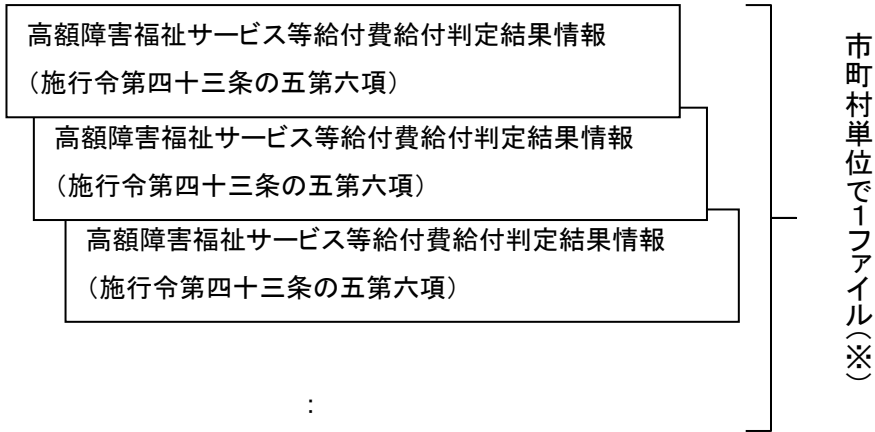 高額障害福祉サービス等給付費給付判定結果情報
（施行令第四十三条の五第六項）
高額障害福祉サービス等給付費給付判定結果情報
（施行令第四十三条の五第六項）
高額障害福祉サービス等給付費給付判定結果情報
（施行令第四十三条の五第六項）
：
市町村単位で１ファイル（※）